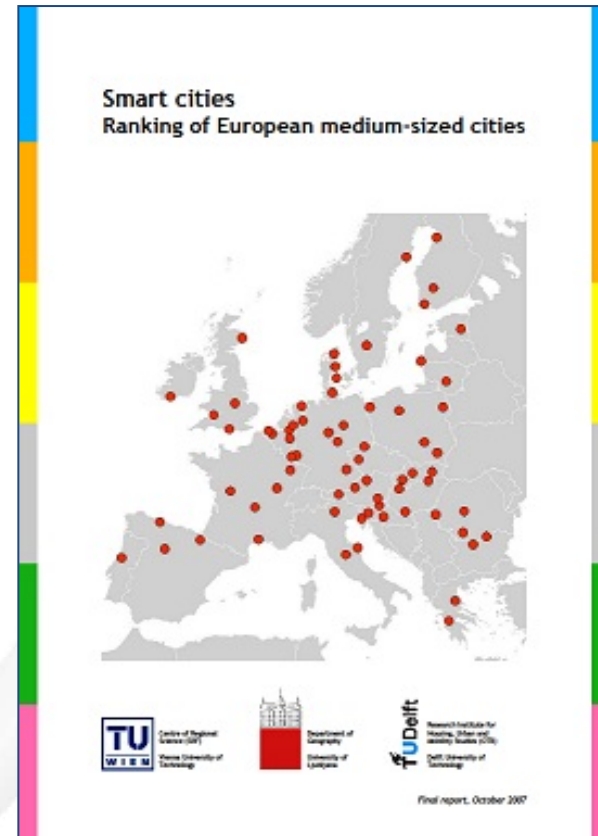 Smart cities
Ranking of European medium-sized cities
TU
WIEN
Centre of Regional
Science (SRF)
Vienna University of
Technology
Department of
Geography
University of
Ljubljana
TUDelft
Research Institute for
Housing, Urban and
Mobility Studies (OTB)
Delft University of
Technology
Final report, October 2007